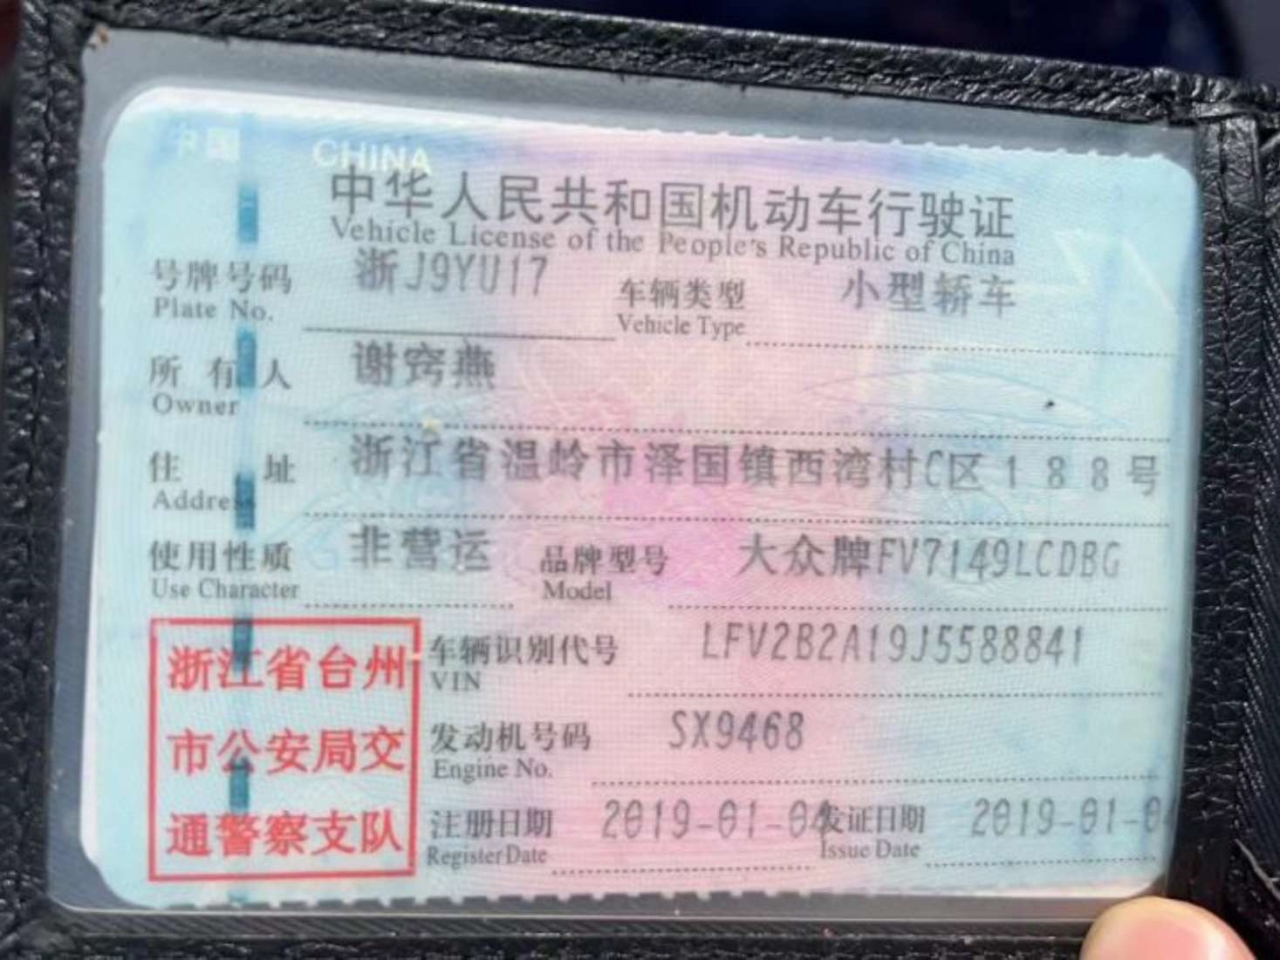 中国 CHINA
中华人民共和国机动车行驶证
Vehicle License of the People's Republic of China
号牌号码 浙J9YU17 车辆类型 小型轿车
Plate No. Vehicle Type
所有人 谢窍燕
Owner
住址 浙江省温岭市泽国镇西湾村C区188号
Address
使用性质 非营运 品牌型号 大众牌FV7149LCDBG
Use Character Model
浙江省台州
市公安局交
通警察支队
车辆识别代号 LFV2B2A19J5588841
VIN
发动机号码 SX9468
Engine No.
注册日期 2019-01-04 发证日期 2019-01-0
Register Date Issue Date